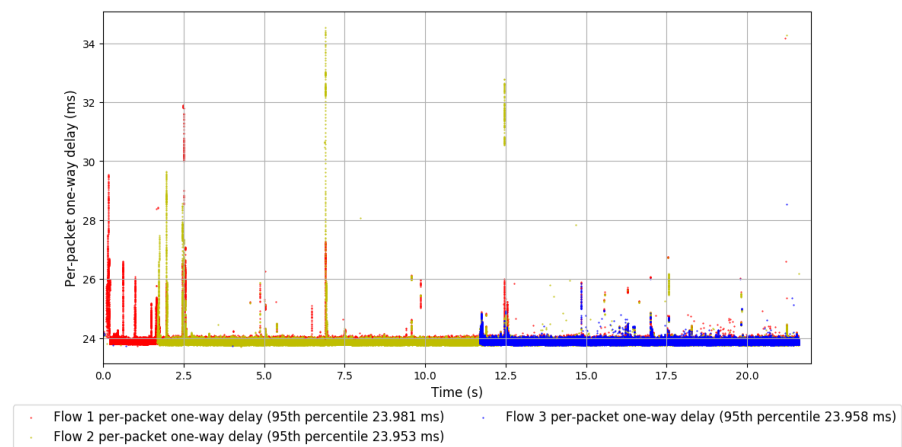 Per-packet one-way delay (ms)
34
32
30
28
26
24
0.0 2.5 5.0 7.5 10.0 12.5 15.0 17.5 20.0
Time (s)
Flow 1 per-packet one-way delay (95th percentile 23.981 ms)
Flow 2 per-packet one-way delay (95th percentile 23.953 ms)
Flow 3 per-packet one-way delay (95th percentile 23.958 ms)